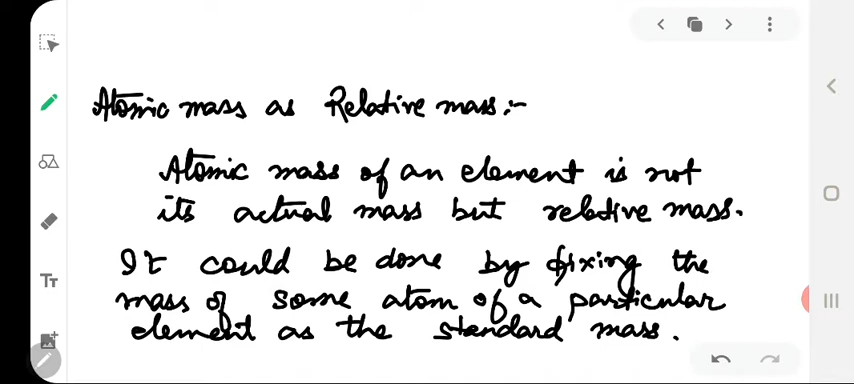 Atomic mass as Relative mass :-
Atomic mass of an element is not
its actual mass but relative mass.
It could be done by fixing the
mass of some atom of a particular
element as the standard mass.
TT